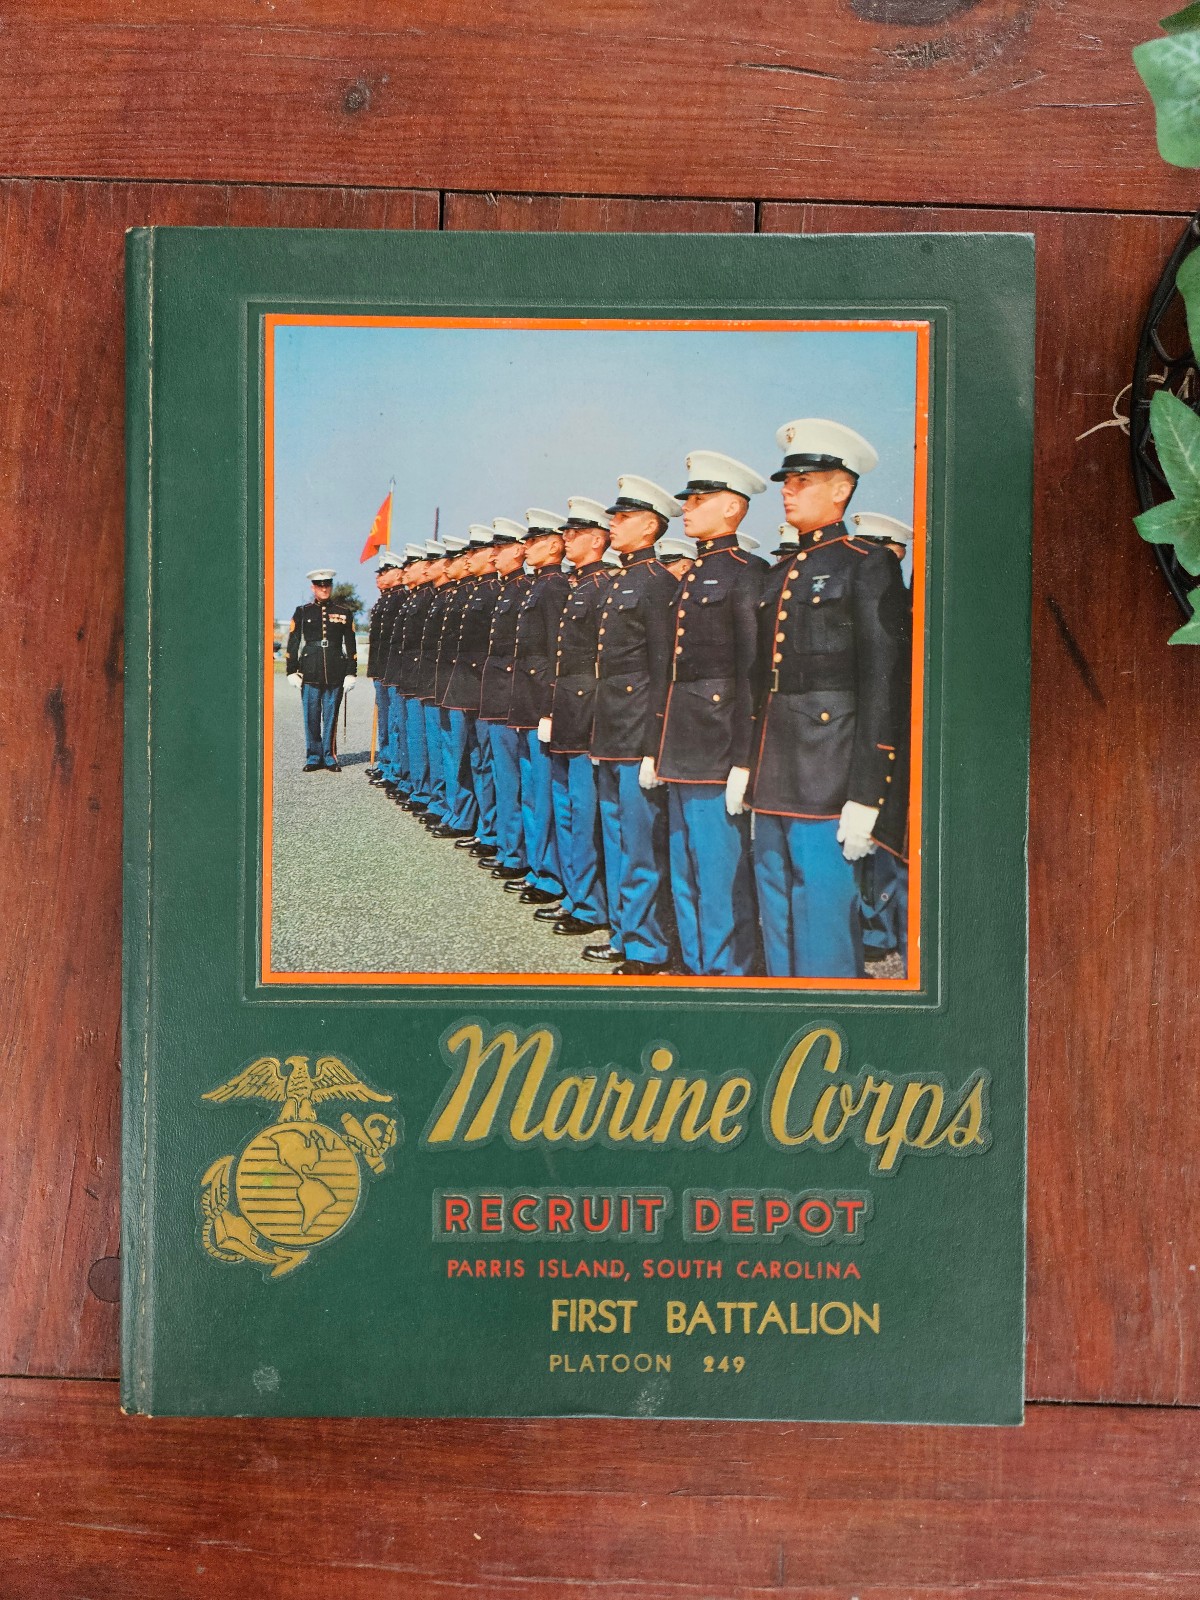 Marine Corps
RECRUIT DEPOT
PARRIS ISLAND, SOUTH CAROLINA
FIRST BATTALION
PLATOON 249